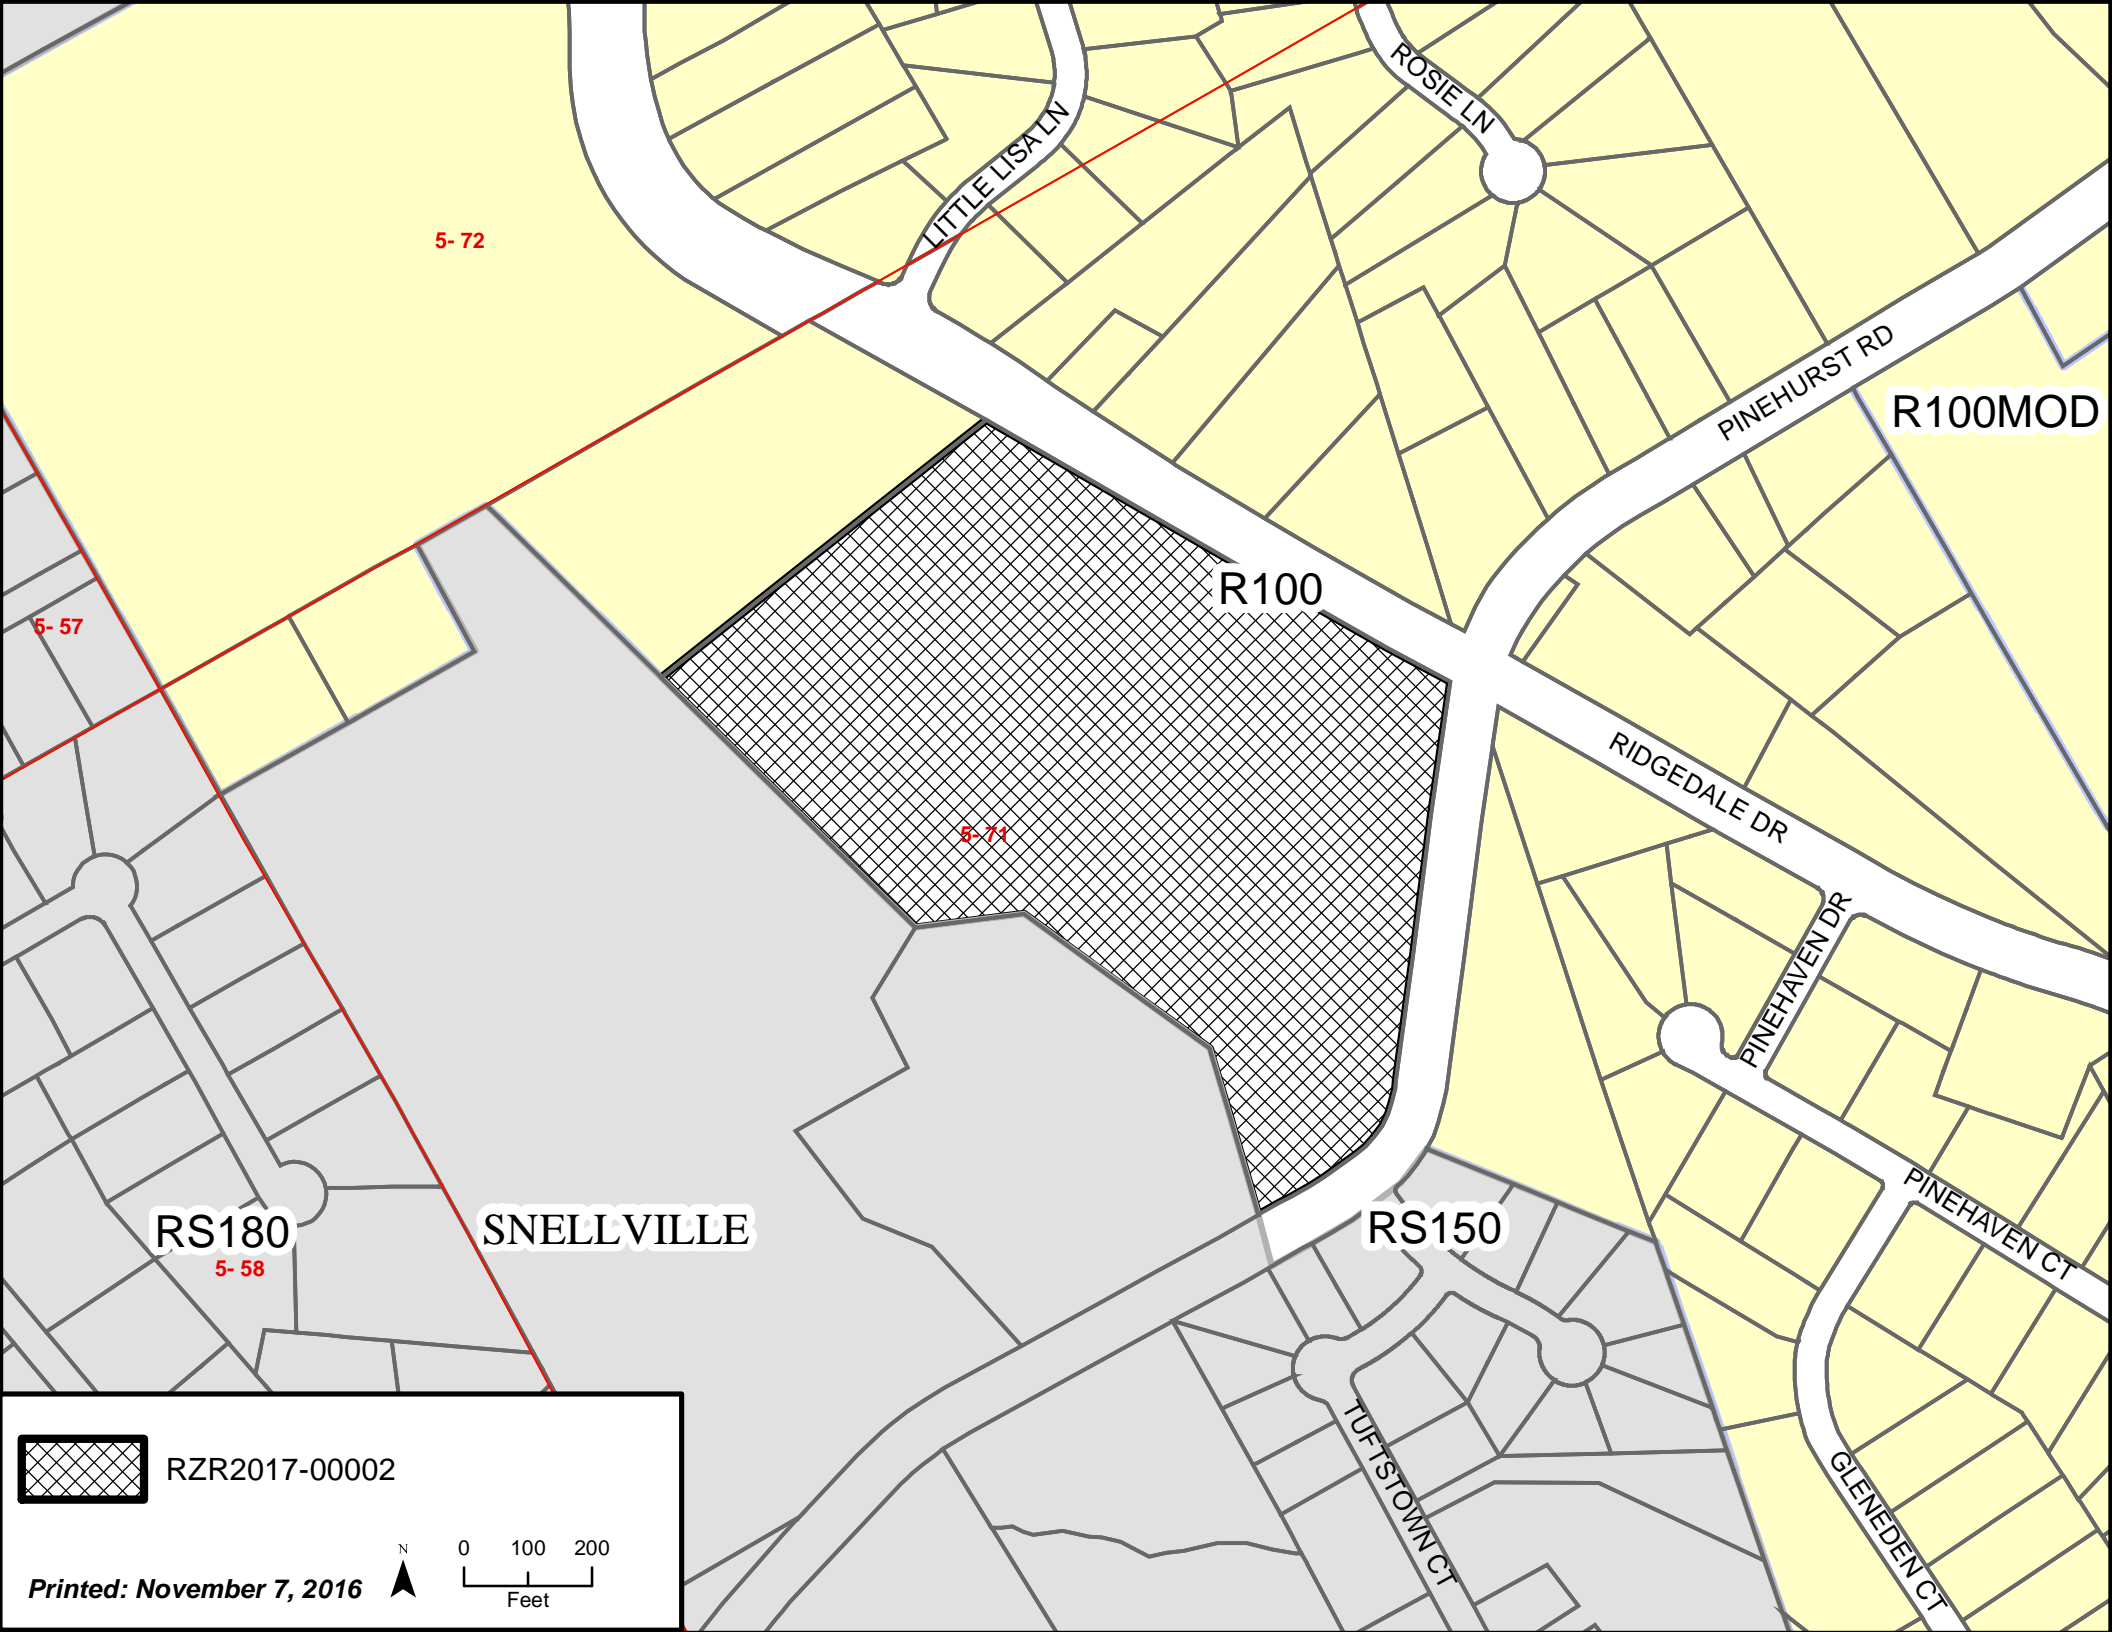 ROSIE LN
LITTLE LISA LN
5- 72
PINEHURST RD
R100MOD
R100
5- 57
RIDGEDALE DR
5- 71
PINEHAVEN DR
PINEHAVEN CT
RS180
SNELLVILLE
RS150
5- 58
TUFTSTOWN CT
GLENEDEN CT
RZR2017-00002
N
0 100 200
Feet
Printed: November 7, 2016